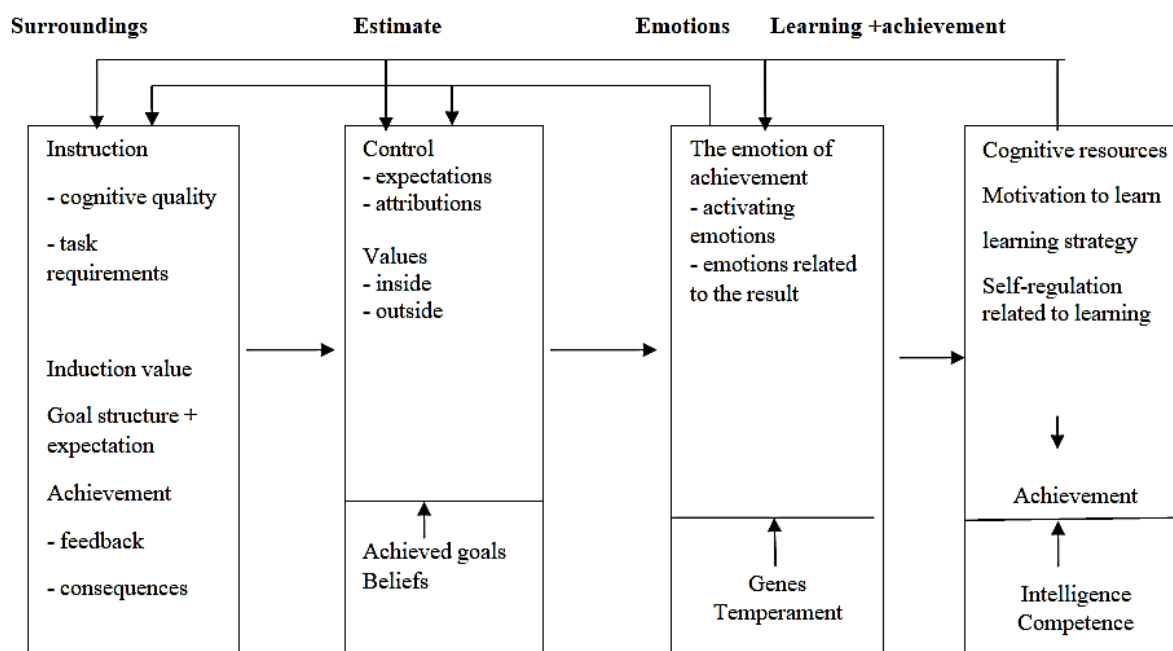 Surroundings
Estimate
Emotions
Learning +achievement
Instruction
- cognitive quality
- task
requirements
Induction value
Goal structure +
expectation
Achievement
- feedback
- consequences
Control
- expectations
- attributions
Values
- inside
- outside
Achieved goals
Beliefs
The emotion of
achievement
- activating
emotions
- emotions related
to the result
Genes
Temperament
Cognitive resources
Motivation to learn
learning strategy
Self-regulation
related to learning
Achievement
Intelligence
Competence